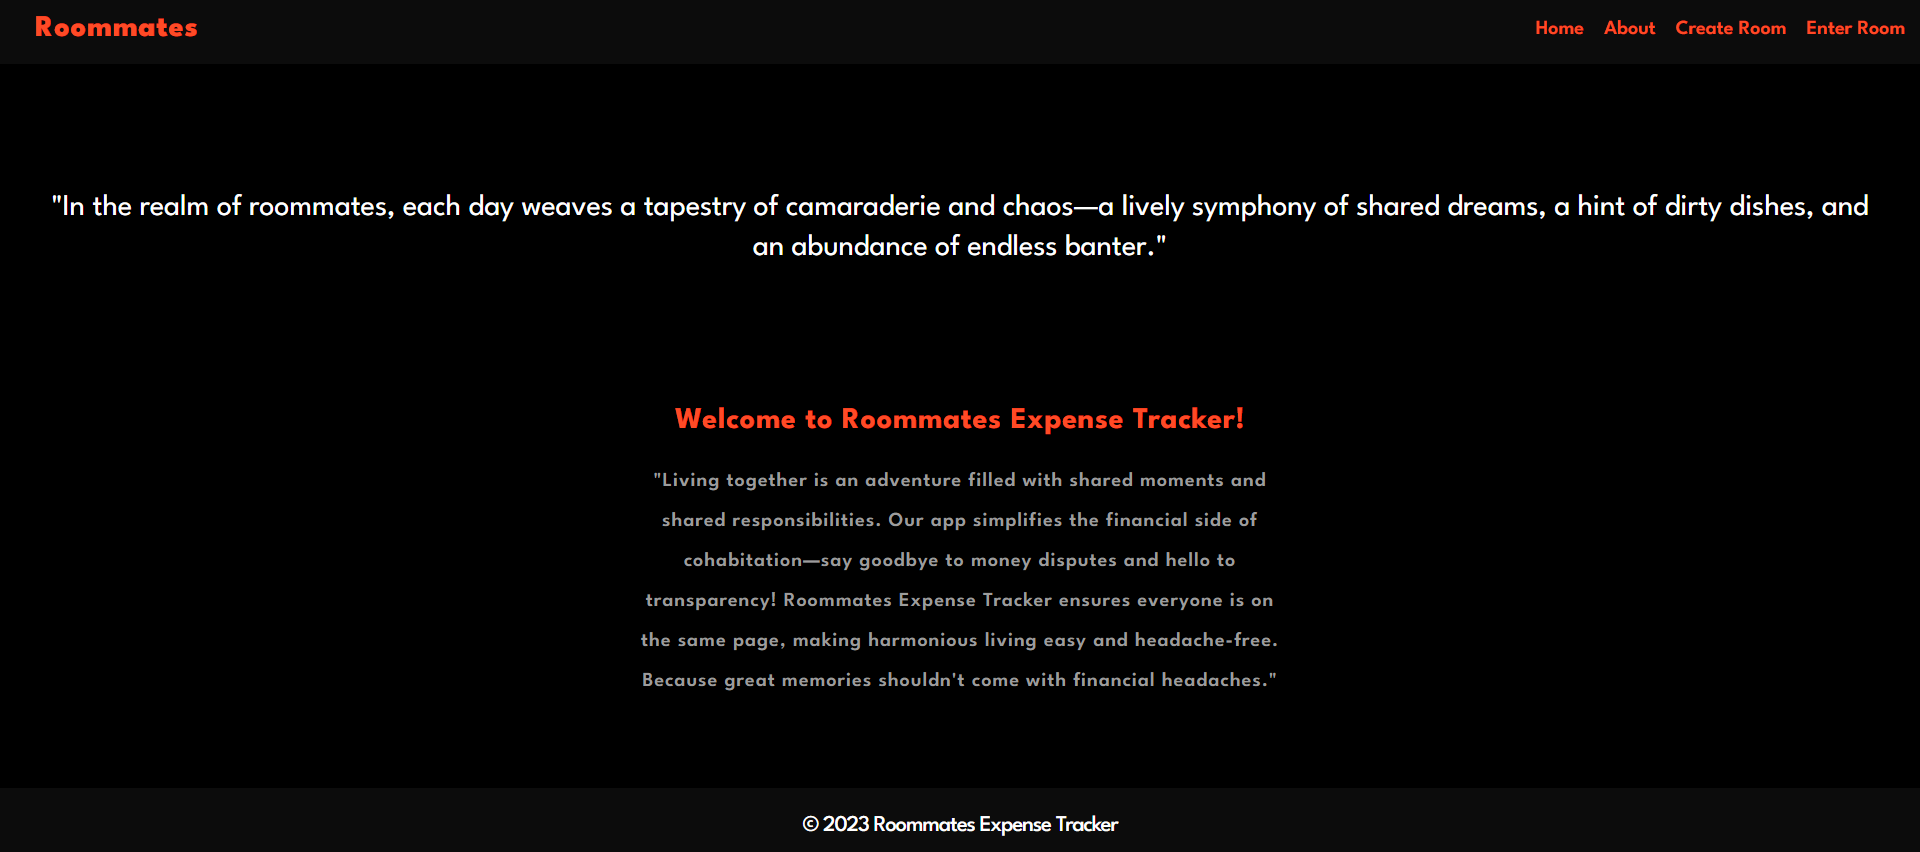 Roommates
Home About Create Room Enter Room
"In the realm of roommates, each day weaves a tapestry of camaraderie and chaos—a lively symphony of shared dreams, a hint of dirty dishes, and
an abundance of endless banter."
Welcome to Roommates Expense Tracker!
"Living together is an adventure filled with shared moments and
shared responsibilities. Our app simplifies the financial side of
cohabitation—say goodbye to money disputes and hello to
transparency! Roommates Expense Tracker ensures everyone is on
the same page, making harmonious living easy and headache-free.
Because great memories shouldn't come with financial headaches."
© 2023 Roommates Expense Tracker